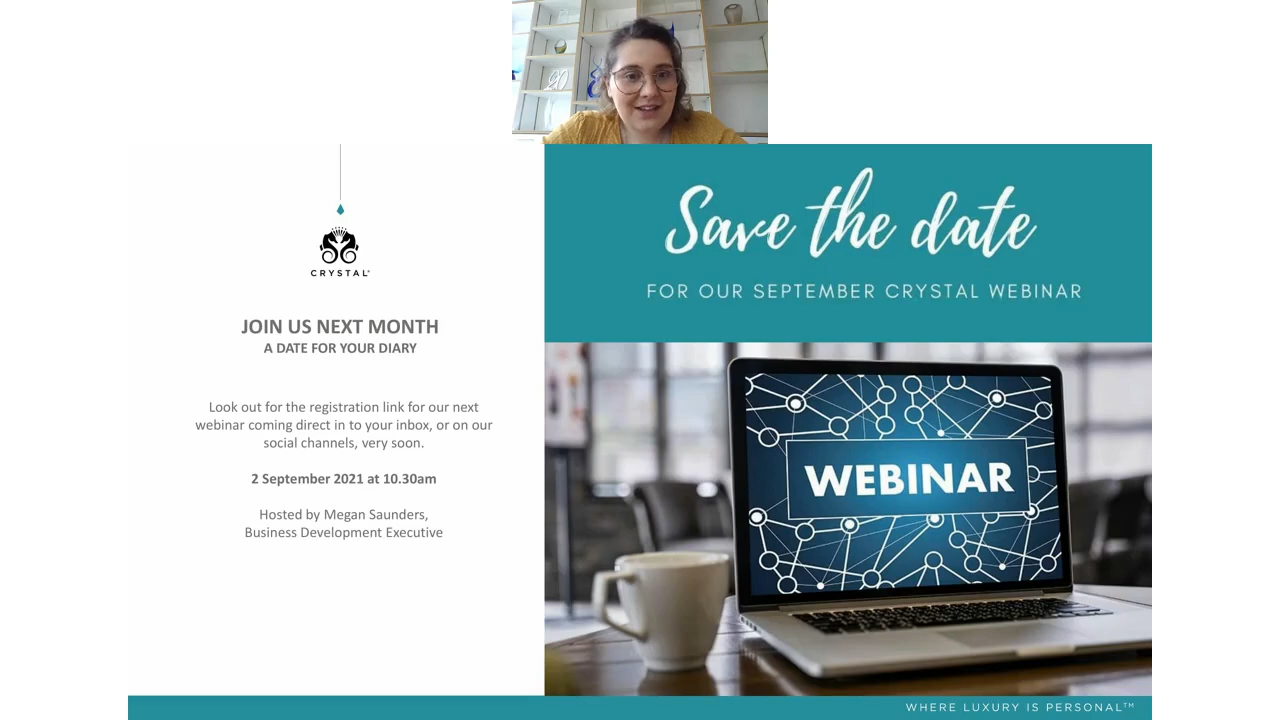 CRYSTAL
JOIN US NEXT MONTH
A DATE FOR YOUR DIARY
Look out for the registration link for our next
webinar coming direct in to your inbox, or on our
social channels, very soon.
2 September 2021 at 10.30am
Hosted by Megan Saunders,
Business Development Executive
Save the date
FOR OUR SEPTEMBER CRYSTAL WEBINAR
WEBINAR
WHERE LUXURY IS PERSONAL™